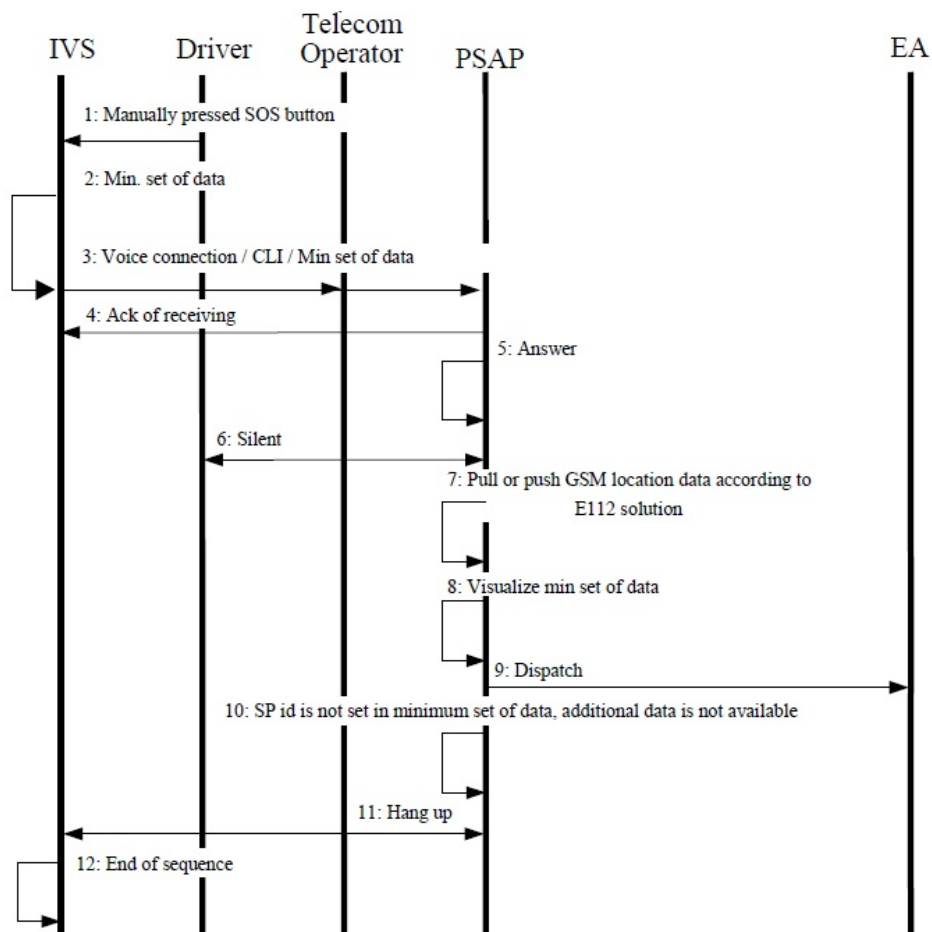 IVS
Driver
Telecom
Operator
PSAP
EA
1: Manually pressed SOS button
2: Min. set of data
3: Voice connection / CLI / Min set of data
4: Ack of receiving
5: Answer
6: Silent
7: Pull or push GSM location data according to
E112 solution
8: Visualize min set of data
9: Dispatch
10: SP id is not set in minimum set of data, additional data is not available
11: Hang up
12: End of sequence